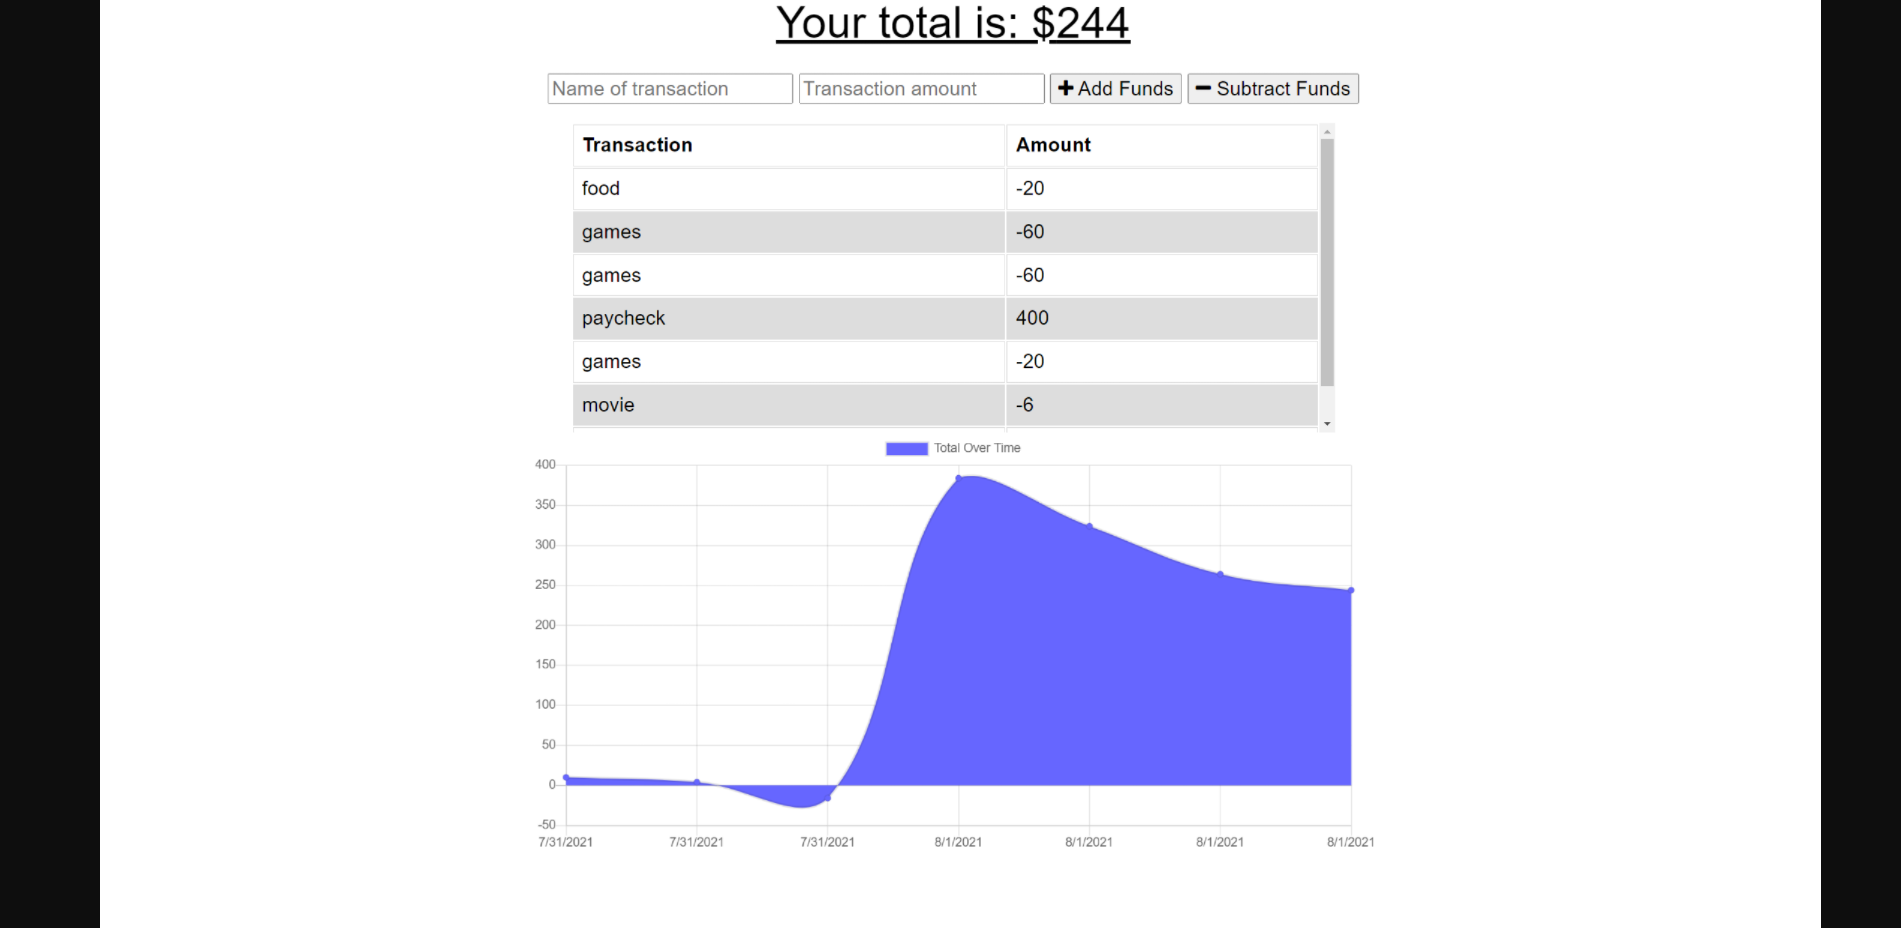 Your total is: $244
Name of transaction Transaction amount Add Funds Subtract Funds
Transaction Amount
food -20
games -60
games -60
paycheck 400
games -20
movie -6
Total Over Time
400
350
300
250
200
150
100
50
0
-50
7/31/2021 7/31/2021 7/31/2021 8/1/2021 8/1/2021 8/1/2021 8/1/2021